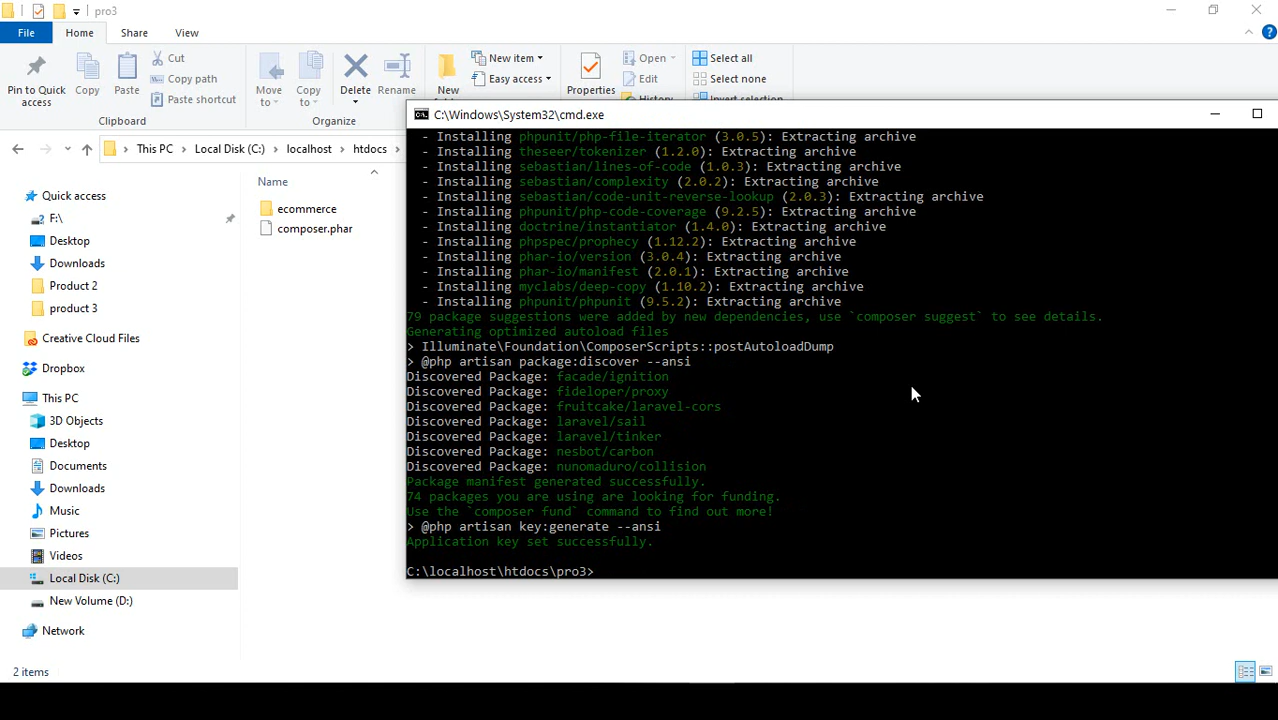 pro3
File
Home
Share
View
Pin to Quick access
Copy
Paste
Cut
Copy path
Paste shortcut
Clipboard
Move to
Copy to
Delete
Rename
Organize
New
New item
Easy access
Properties
Open
Edit
History
Select all
Select none
Invert selection
This PC > Local Disk (C:) > localhost > htdocs >
Name
ecommerce
composer.phar
Quick access
F:\
Desktop
Downloads
Product 2
product 3
Creative Cloud Files
Dropbox
This PC
3D Objects
Desktop
Documents
Downloads
Music
Pictures
Videos
Local Disk (C:)
New Volume (D:)
Network
2 items
C:\Windows\System32\cmd.exe
- Installing phpunit/php-file-iterator (3.0.5): Extracting archive
- Installing theseer/tokenizer (1.2.0): Extracting archive
- Installing sebastian/lines-of-code (1.0.3): Extracting archive
- Installing sebastian/complexity (2.0.2): Extracting archive
- Installing sebastian/code-unit-reverse-lookup (2.0.3): Extracting archive
- Installing phpunit/php-code-coverage (9.2.5): Extracting archive
- Installing doctrine/instantiator (1.4.0): Extracting archive
- Installing phpspec/prophecy (1.12.2): Extracting archive
- Installing phar-io/version (3.0.4): Extracting archive
- Installing phar-io/manifest (2.0.1): Extracting archive
- Installing myclabs/deep-copy (1.10.2): Extracting archive
- Installing phpunit/phpunit (9.5.2): Extracting archive
79 package suggestions were added by new dependencies, use `composer suggest` to see details.
Generating optimized autoload files
> Illuminate\Foundation\ComposerScripts::postAutoloadDump
> @php artisan package:discover --ansi
Discovered Package: facade/ignition
Discovered Package: fideloper/proxy
Discovered Package: fruitcake/laravel-cors
Discovered Package: laravel/sail
Discovered Package: laravel/tinker
Discovered Package: nesbot/carbon
Discovered Package: nunomaduro/collision
Package manifest generated successfully.
74 packages you are using are looking for funding.
Use the `composer fund` command to find out more!
> @php artisan key:generate --ansi
Application key set successfully.
C:\localhost\htdocs\pro3>